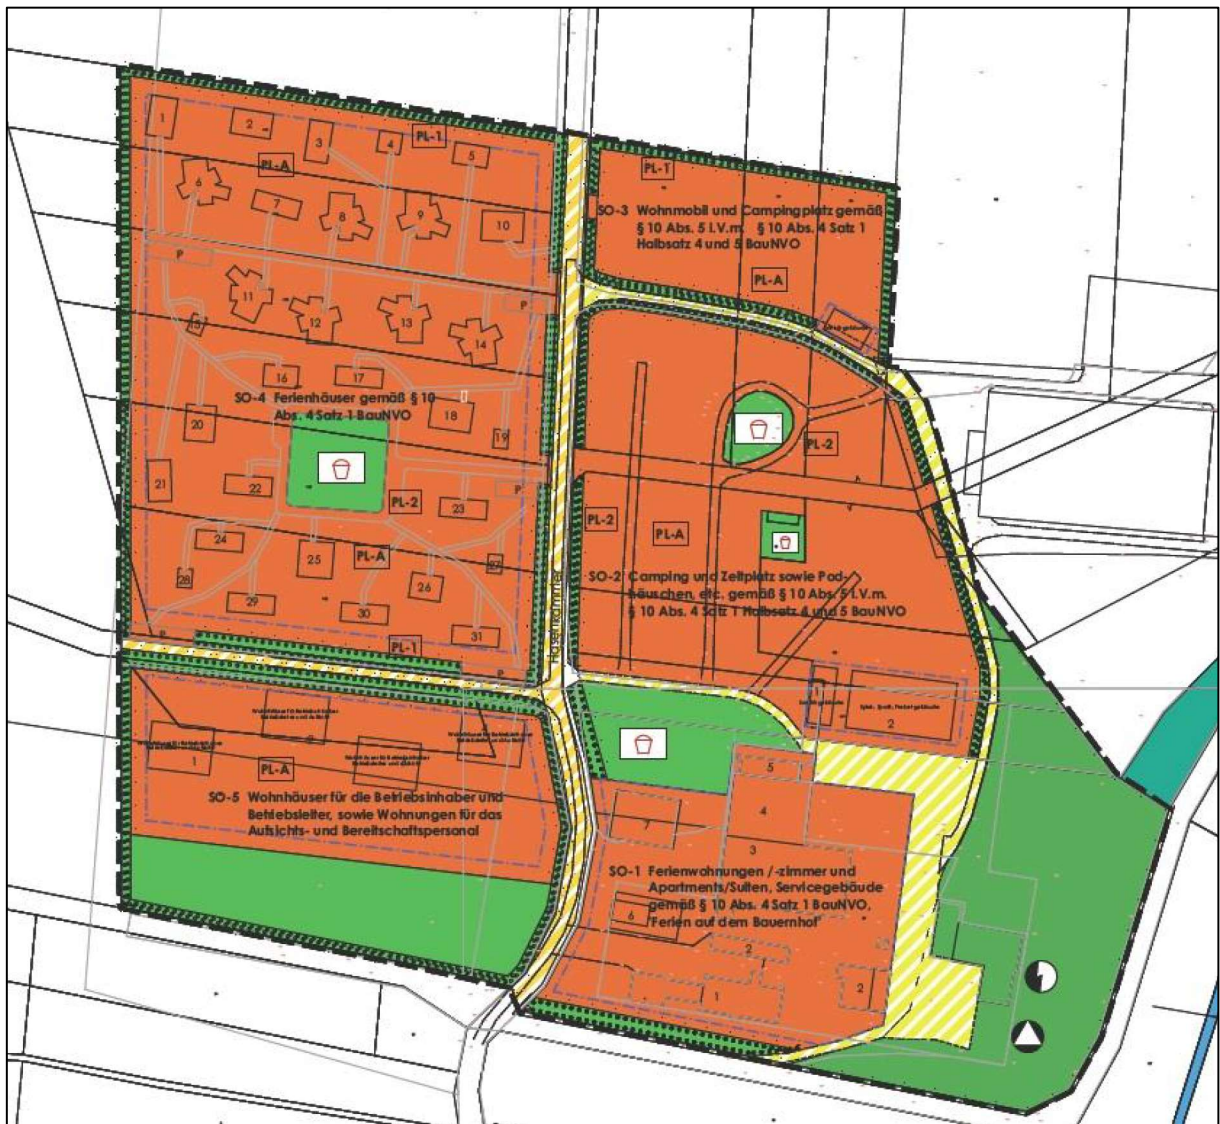 1
2
3
4
5
PL-1
PL-A
6
7
8
9
10
P
11
12
13
14
P
15
16
17
SO-4 Ferienhäuser gemäß § 10
Abs. 4 Satz 1 BauNVO
18
19
20
21
22
23
P
PL-2
24
25
PL-A
26
27
28
29
30
31
P
PL-1
P
PL-1
SO-3 Wohnmobil und Campingplatz gemäß
§ 10 Abs. 5 i.V.m. § 10 Abs. 4 Satz 1
Halbsatz 4 und 5 BauNVO
PL-A
PL-2
PL-2
PL-A
SO-2 Camping und Zeltplatz sowie Pod-
häuschen, etc. gemäß § 10 Abs. 5 i.V.m.
§ 10 Abs. 4 Satz 1 Halbsatz 4 und 5 BauNVO
Hasenkammer
1
2
1
PL-A
SO-5 Wohnhäuser für die Betriebsinhaber und
Betriebsleiter, sowie Wohnungen für das
Aufsichts- und Bereitschaftspersonal
5
4
7
3
SO-1 Ferienwohnungen /-zimmer und
Apartments/Suiten, Servicegebäude
gemäß § 10 Abs. 4 Satz 1 BauNVO,
'Ferien auf dem Bauernhof'
6
2
1
1
2